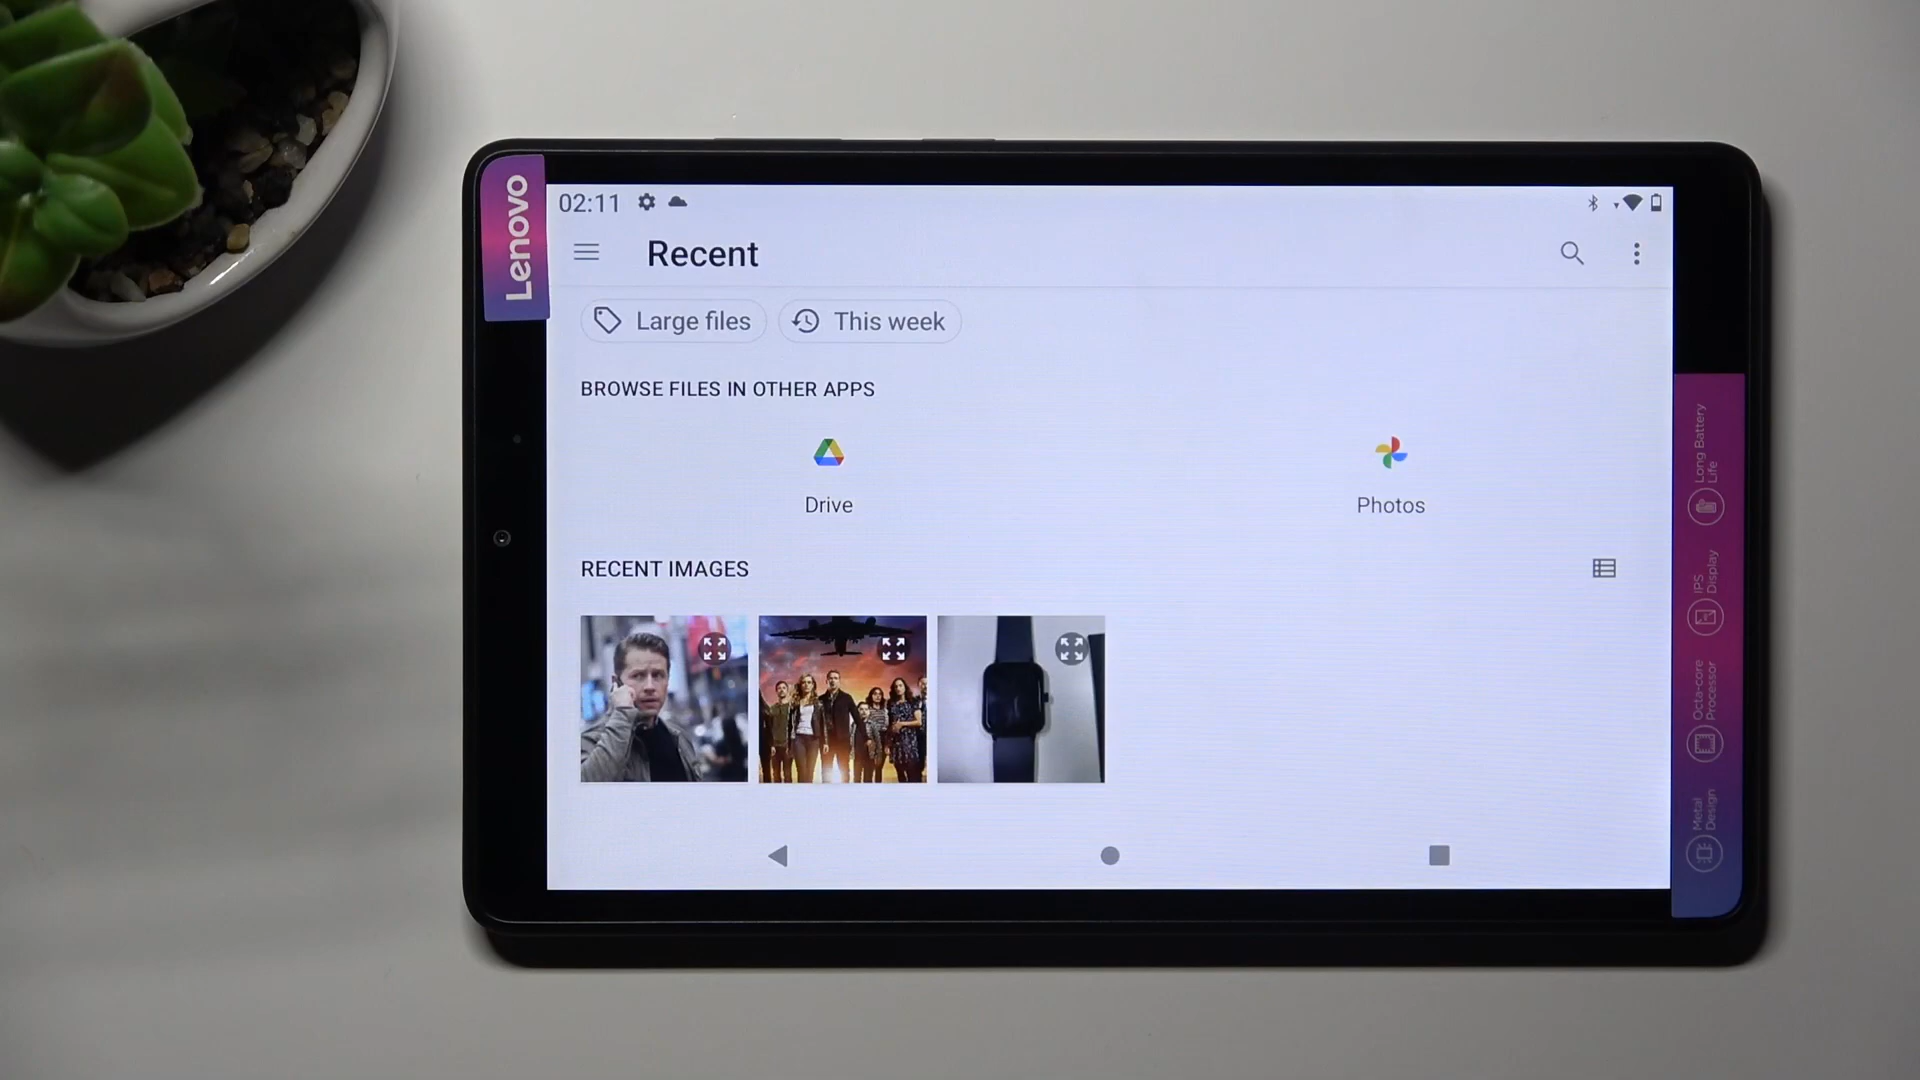 Lenovo
02:11
Recent
Large files
This week
BROWSE FILES IN OTHER APPS
Drive
Photos
RECENT IMAGES
Long Battery
Life
IPS
Display
Octa-core
Processor
Metal
Design